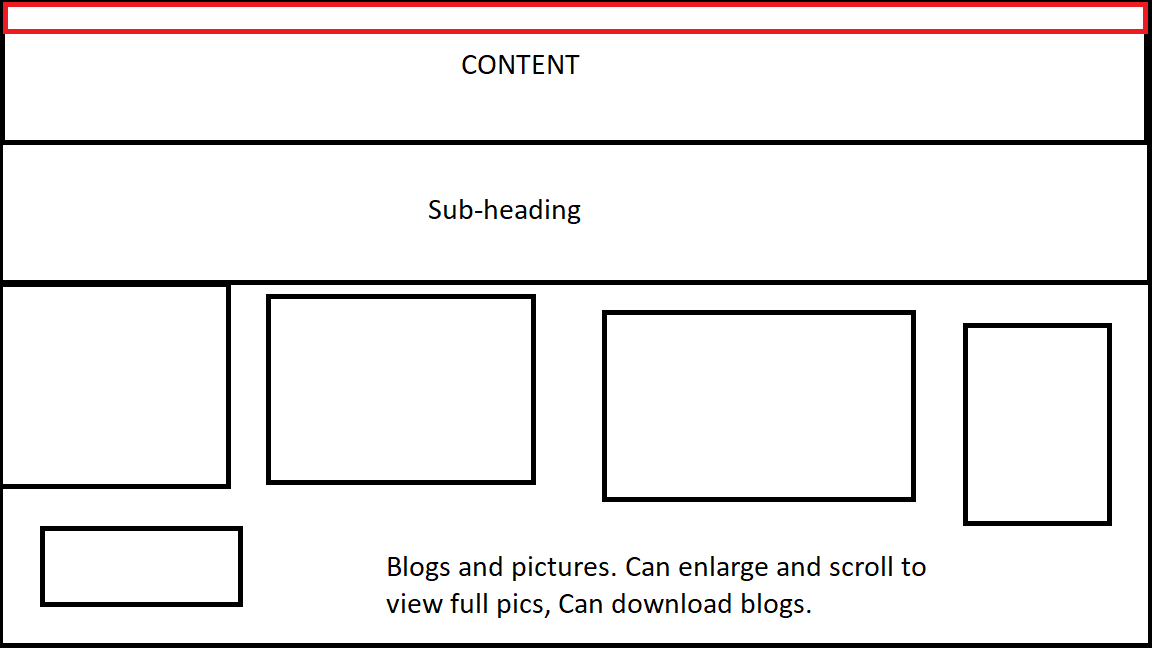 CONTENT
Sub-heading
Blogs and pictures. Can enlarge and scroll to
view full pics, Can download blogs.